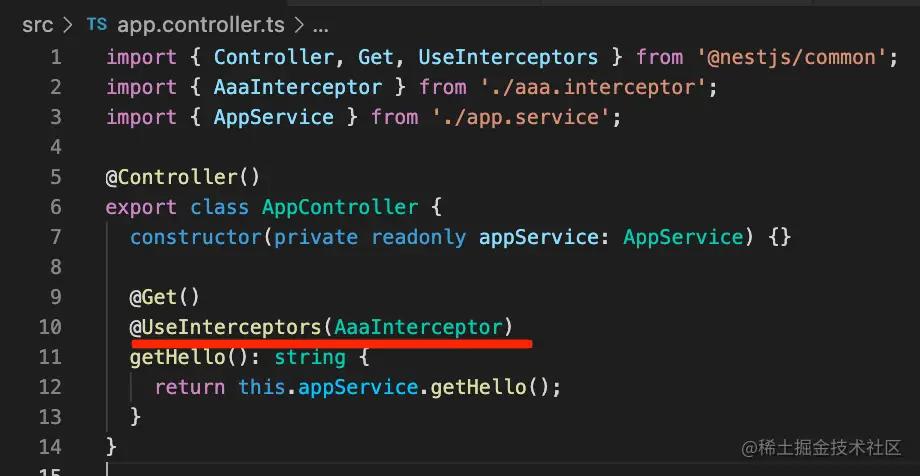 src > TS app.controller.ts > ...
1 import { Controller, Get, UseInterceptors } from '@nestjs/common';
2 import { AaaInterceptor } from './aaa.interceptor';
3 import { AppService } from './app.service';
4
5 @Controller()
6 export class AppController {
7   constructor(private readonly appService: AppService) {}
8
9   @Get()
10   @UseInterceptors(AaaInterceptor)
11   getHello(): string {
12     return this.appService.getHello();
13   }
14 }
15
@稀土掘金技术社区